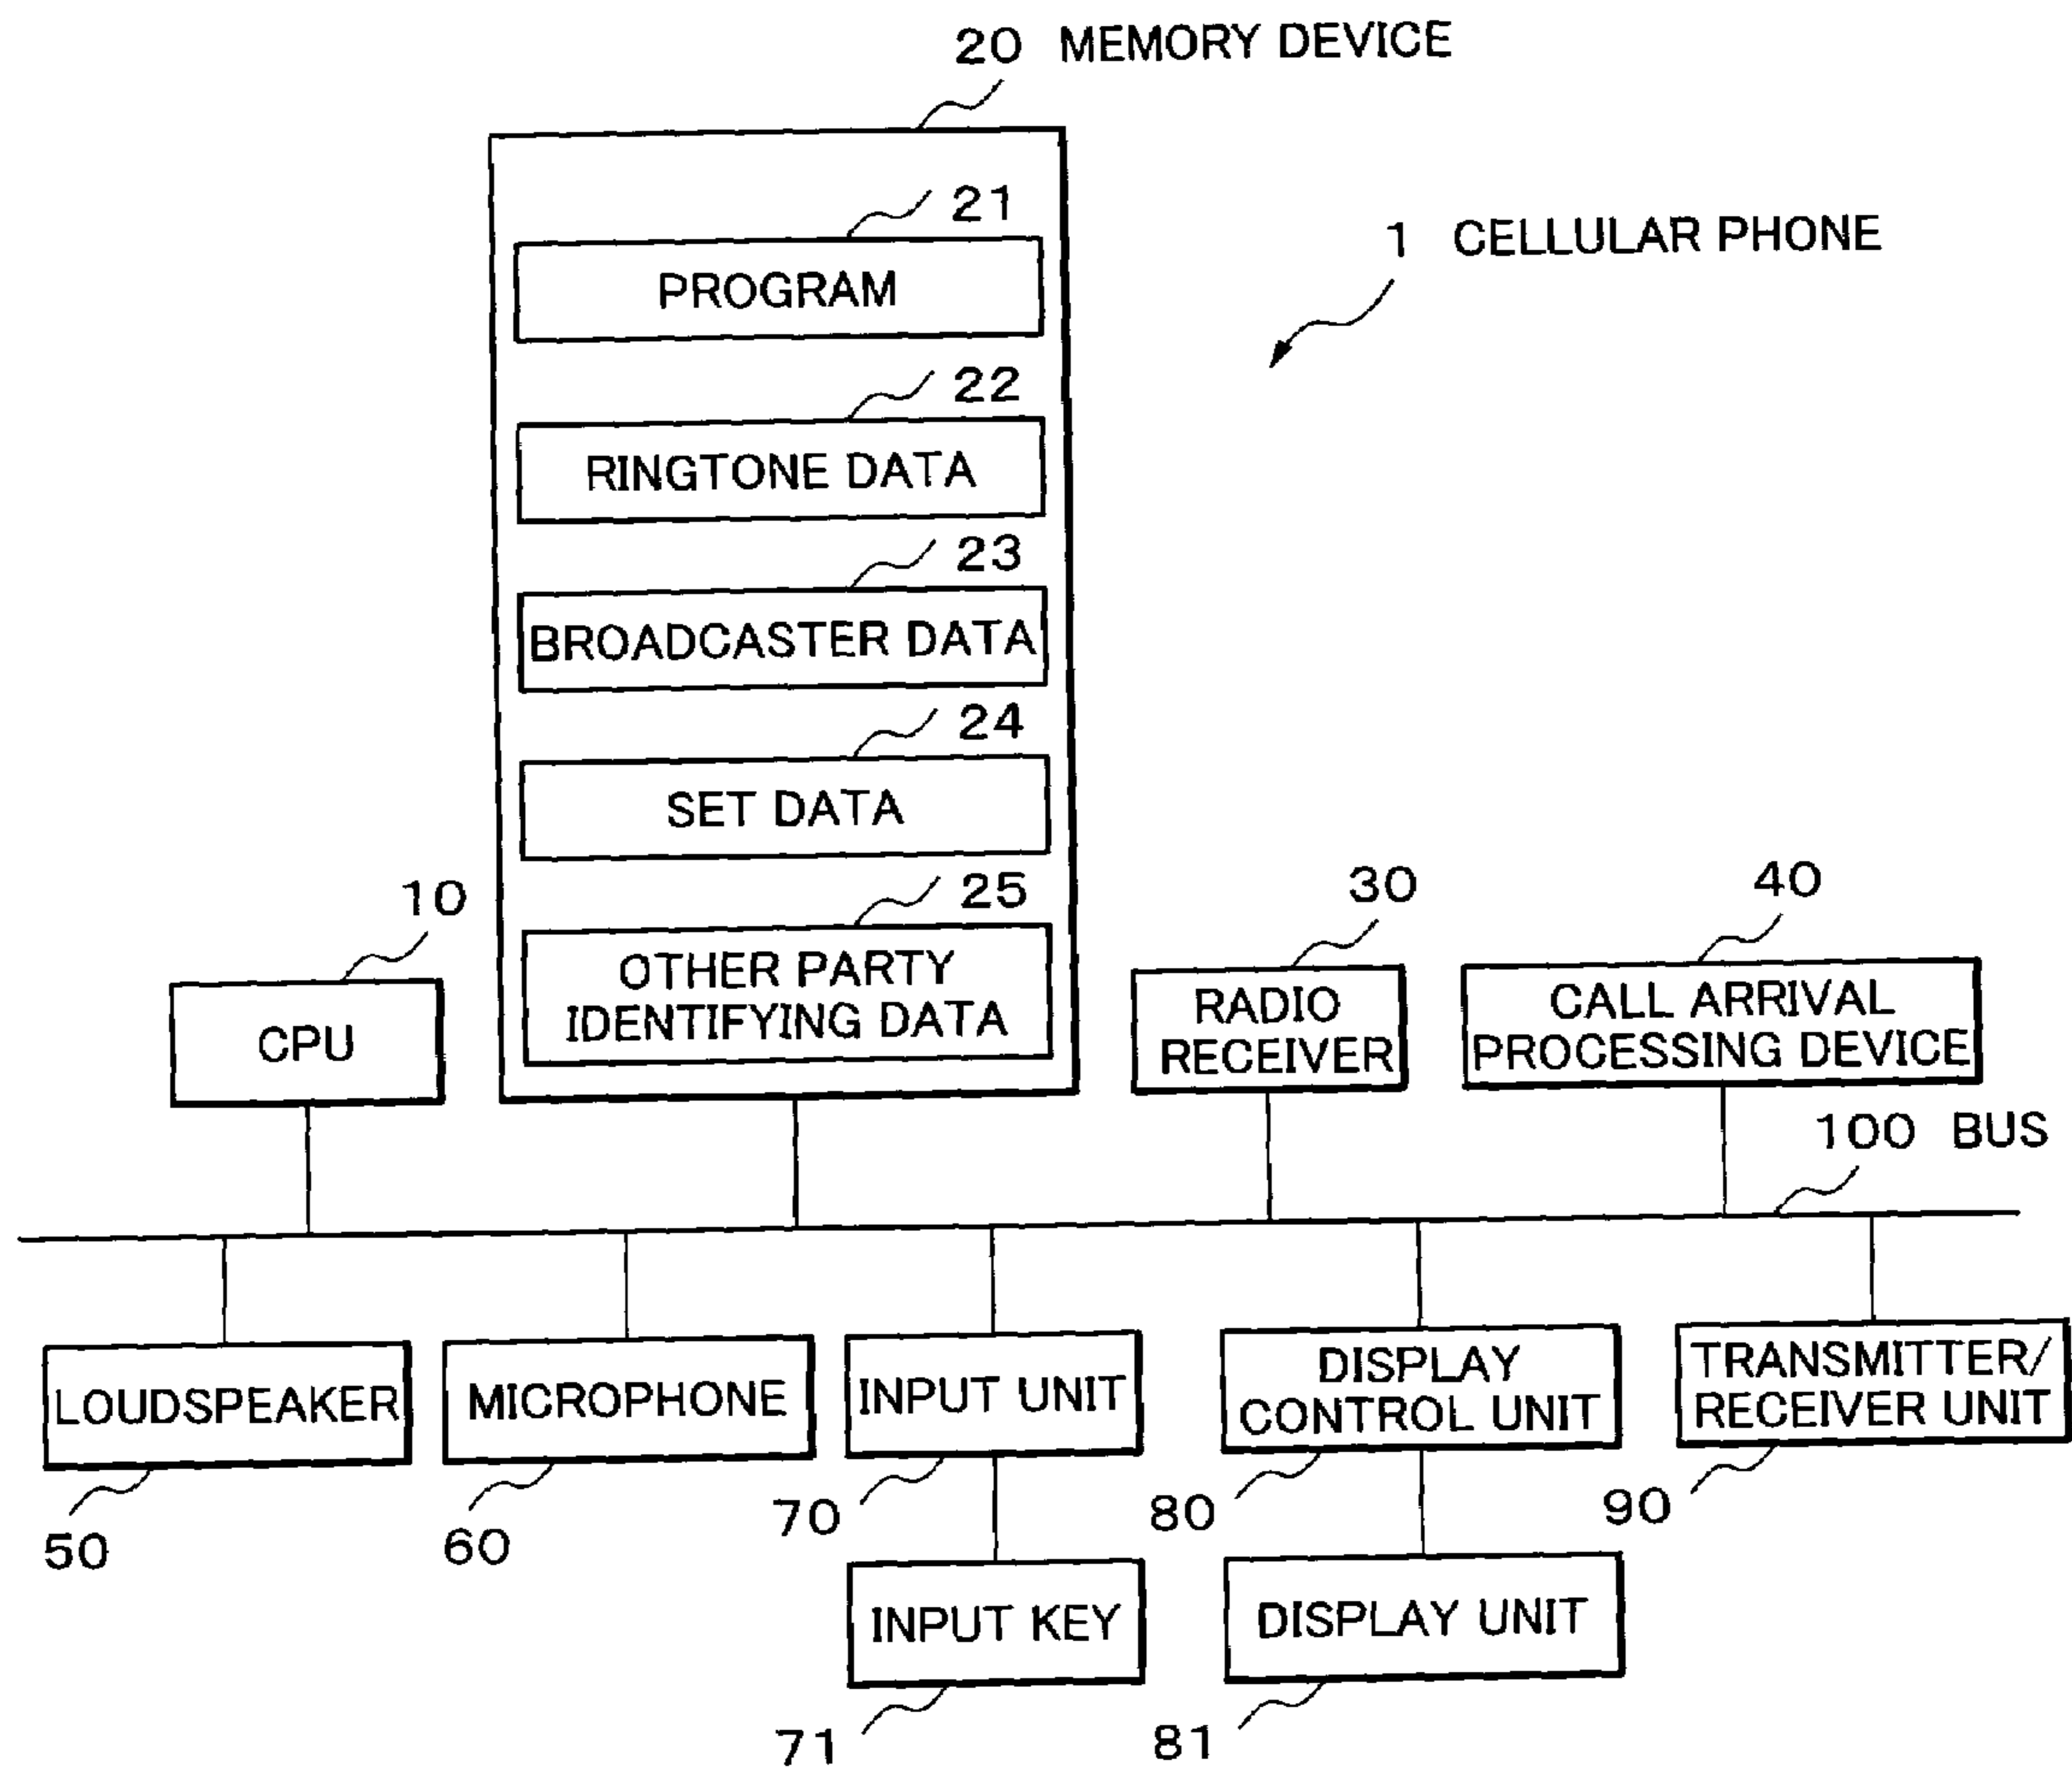 20 MEMORY DEVICE
21
PROGRAM
1 CELLULAR PHONE
22
RINGTONE DATA
23
BROADCASTER DATA
24
SET DATA
25
OTHER PARTY
IDENTIFYING DATA
10
CPU
30
RADIO
RECEIVER
40
CALL ARRIVAL
PROCESSING DEVICE
100 BUS
LOUDSPEAKER
50
MICROPHONE
60
INPUT UNIT
70
DISPLAY
CONTROL UNIT
80
TRANSMITTER/
RECEIVER UNIT
90
INPUT KEY
71
DISPLAY UNIT
81